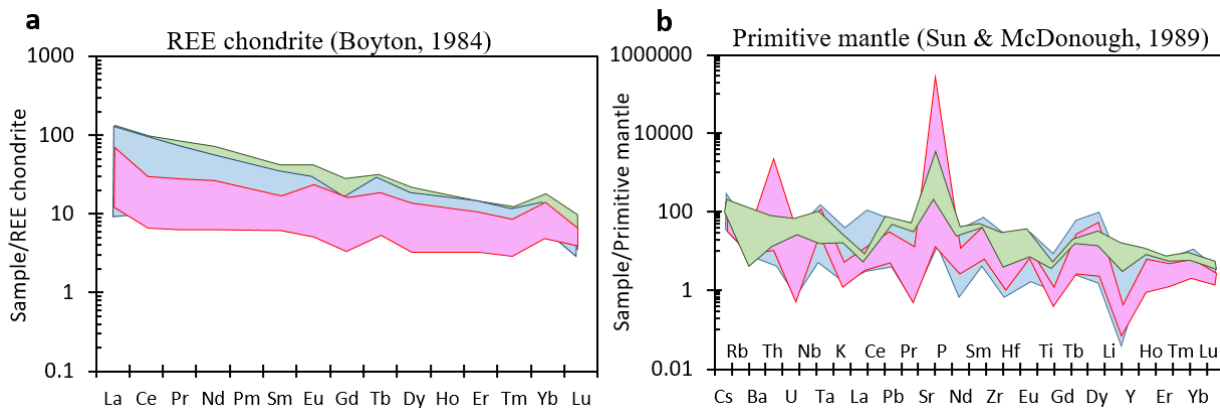 a
REE chondrite (Boyton, 1984)
Sample/REE chondrite
1000
100
10
1
0.1
La Ce Pr Nd Pm Sm Eu Gd Tb Dy Ho Er Tm Yb Lu
b
Primitive mantle (Sun & McDonough, 1989)
Sample/Primitive mantle
1000000
10000
100
1
0.01
Rb Th Nb K Ce Pr P Sm Hf Ti Tb Li Ho Tm Lu
Cs Ba U Ta La Pb Sr Nd Zr Eu Gd Dy Y Er Yb